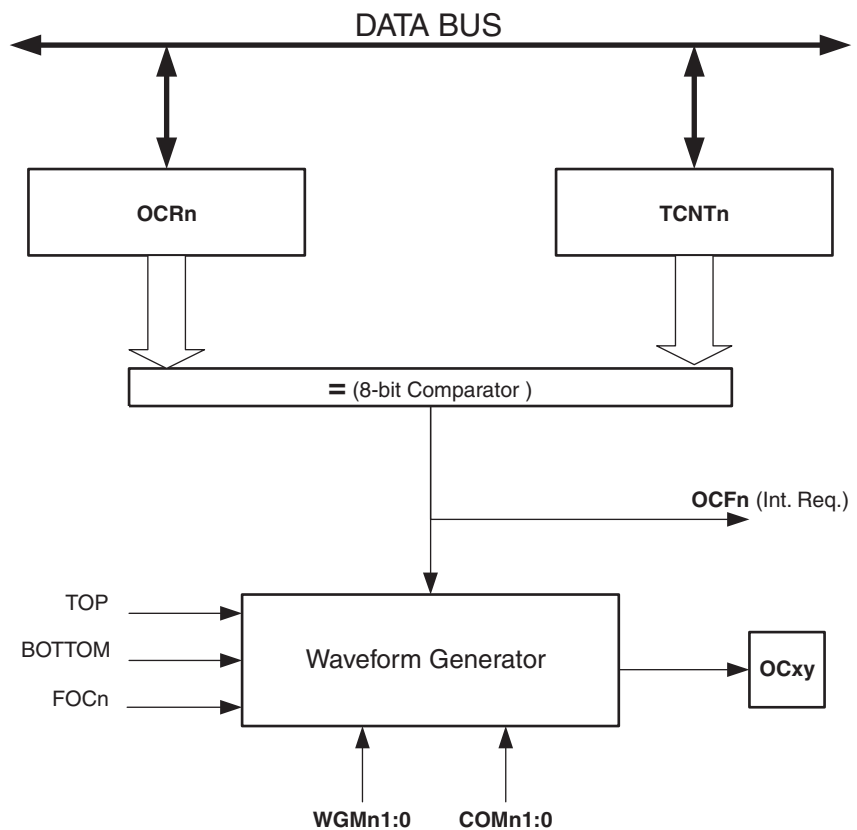 DATA BUS
OCRn
TCNTn
= (8-bit Comparator )
OCFn (Int. Req.)
TOP
BOTTOM
FOCn
Waveform Generator
OCxy
WGMn1:0
COMn1:0